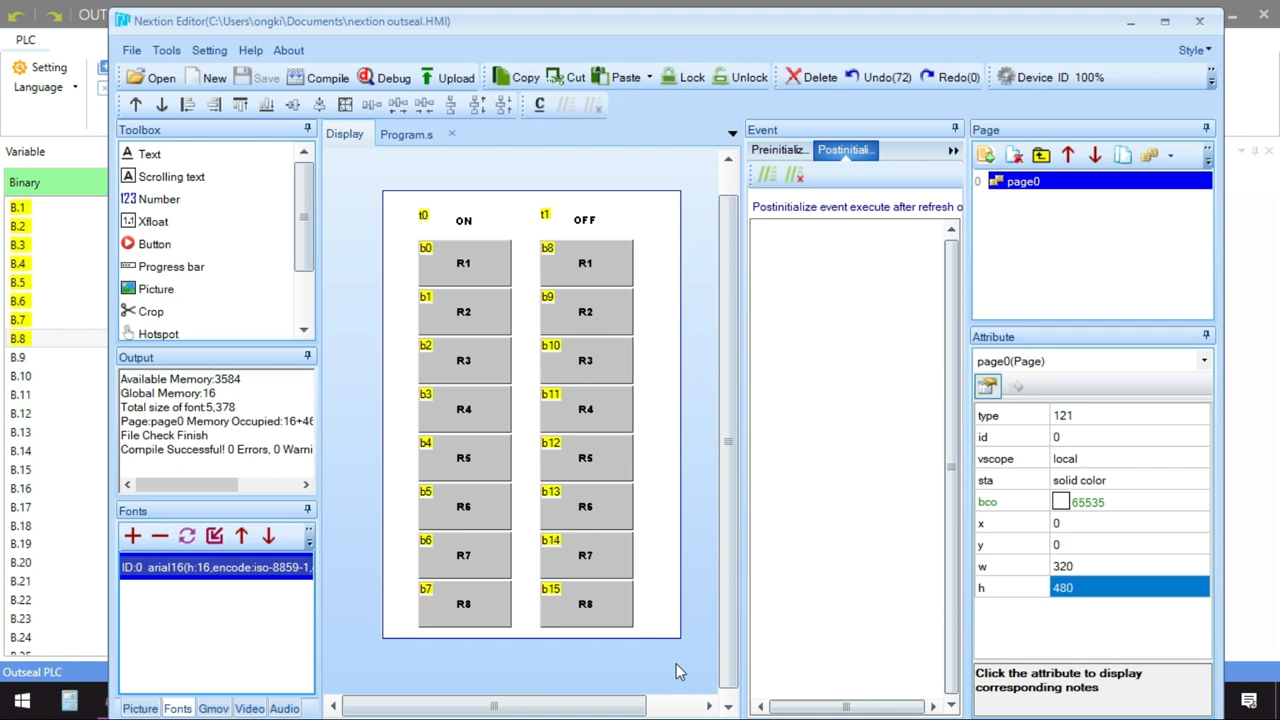 OUT
PLC
Setting
Language
Variable
Binary
B.1
B.2
B.3
B.4
B.5
B.6
B.7
B.8
B.9
B.10
B.11
B.12
B.13
B.14
B.15
B.16
B.17
B.18
B.19
B.20
B.21
B.22
B.23
B.24
Outseal PLC
Nextion Editor(C:\Users\ongki\Documents\nextion outseal.HMI)
File Tools Setting Help About
Style
Open New Save Compile Debug Upload Copy Cut Paste Lock Unlock Delete Undo(72) Redo(0) Device ID 100%
C
Toolbox
A Text
A Scrolling text
123 Number
1.1 Xfloat
Button
Progress bar
Picture
Crop
Hotspot
Output
Available Memory:3584
Global Memory:16
Total size of font:5,378
Page:page0 Memory Occupied:16+46
File Check Finish
Compile Successful! 0 Errors, 0 Warni
Fonts
ID:0 arial16(h:16,encode:iso-8859-1,
Picture Fonts Gmov Video Audio
Display Program.s
t0 ON t1 OFF
b0 R1 b8 R1
b1 R2 b9 R2
b2 R3 b10 R3
b3 R4 b11 R4
b4 R5 b12 R5
b5 R6 b13 R6
b6 R7 b14 R7
b7 R8 b15 R8
Event
Preinitializ... Postinitiali...
Postinitialize event execute after refresh o
Page
0 page0
Attribute
page0(Page)
type 121
id 0
vscope local
sta solid color
bco 65535
x 0
y 0
w 320
h 480
Click the attribute to display
corresponding notes